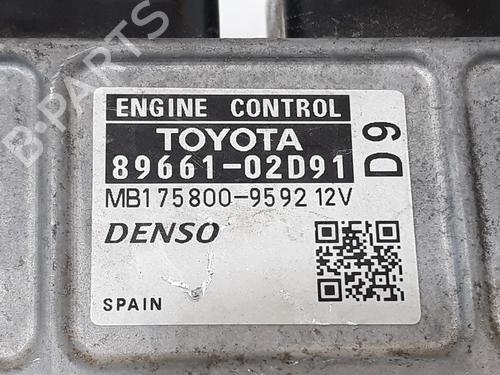 ENGINE CONTROL
TOYOTA
89661-02D91
D9
MB175800-9592 12V
DENSO
SPAIN
B-PARTS